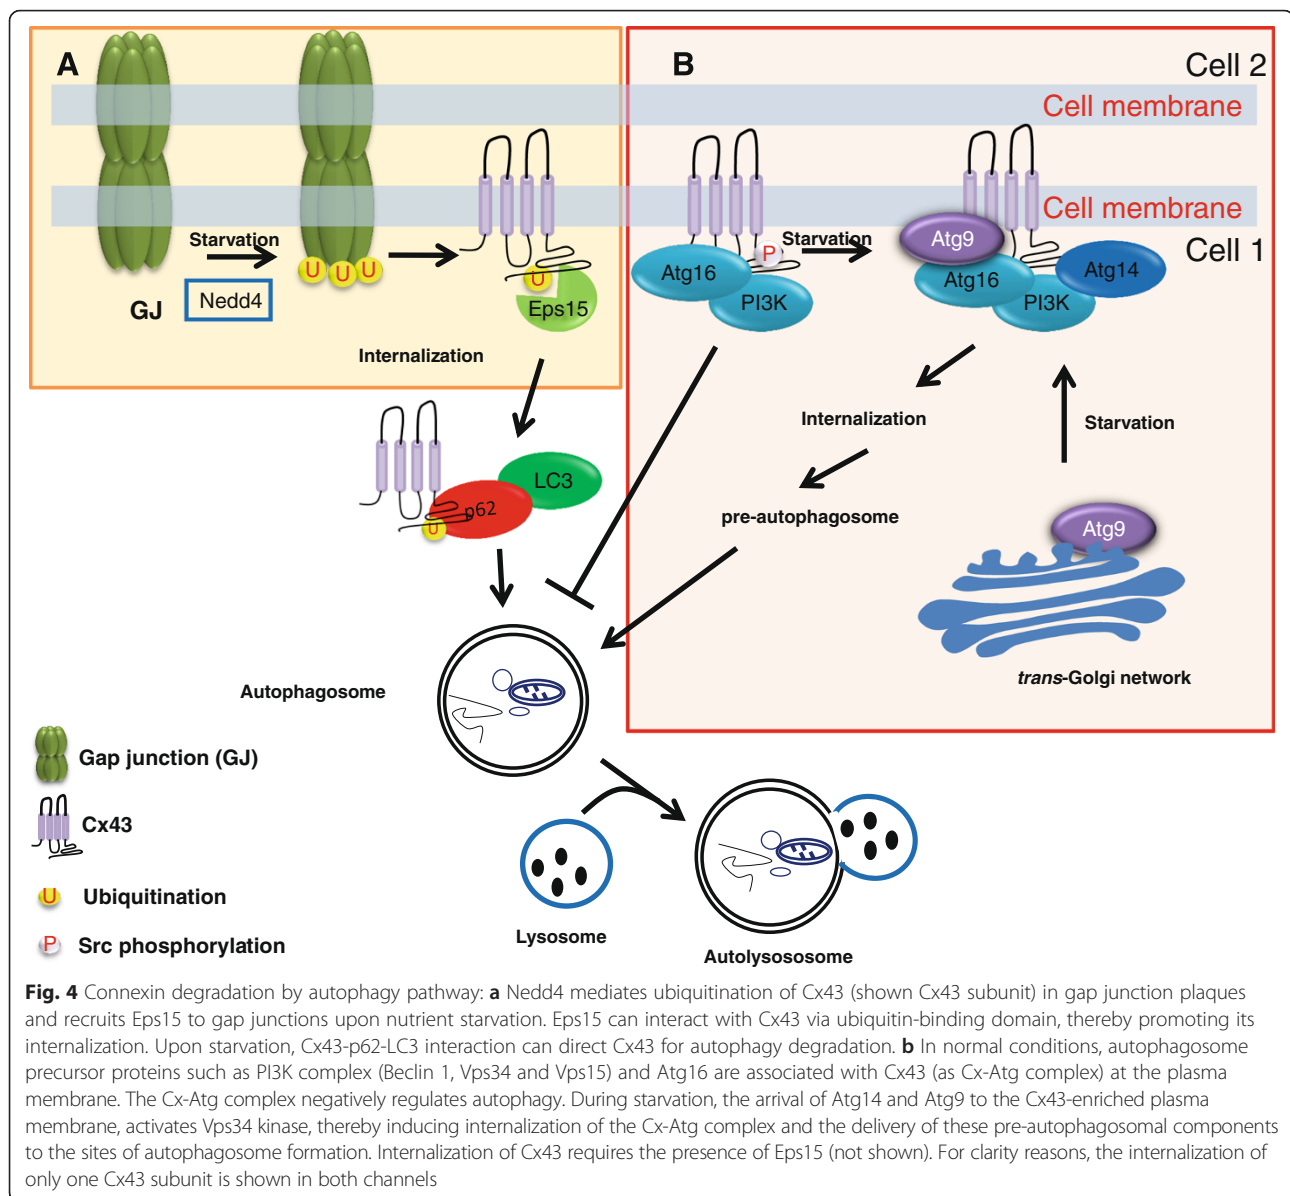 A
B
Cell 2
Cell membrane
Cell membrane
Cell 1
Starvation
Nedd4
GJ
U U U
U
Eps15
Internalization
P
Starvation
Atg16
PI3K
Atg9
Atg16
PI3K
Atg14
Internalization
Starvation
pre-autophagosome
LC3
p62
U
Atg9
trans-Golgi network
Autophagosome
Gap junction (GJ)
Cx43
U Ubiquitination
P Src phosphorylation
Lysosome
Autolysososome
Fig. 4 Connexin degradation by autophagy pathway: a Nedd4 mediates ubiquitination of Cx43 (shown Cx43 subunit) in gap junction plaques
and recruits Eps15 to gap junctions upon nutrient starvation. Eps15 can interact with Cx43 via ubiquitin-binding domain, thereby promoting its
internalization. Upon starvation, Cx43-p62-LC3 interaction can direct Cx43 for autophagy degradation. b In normal conditions, autophagosome
precursor proteins such as PI3K complex (Beclin 1, Vps34 and Vps15) and Atg16 are associated with Cx43 (as Cx-Atg complex) at the plasma
membrane. The Cx-Atg complex negatively regulates autophagy. During starvation, the arrival of Atg14 and Atg9 to the Cx43-enriched plasma
membrane, activates Vps34 kinase, thereby inducing internalization of the Cx-Atg complex and the delivery of these pre-autophagosomal components
to the sites of autophagosome formation. Internalization of Cx43 requires the presence of Eps15 (not shown). For clarity reasons, the internalization of
only one Cx43 subunit is shown in both channels